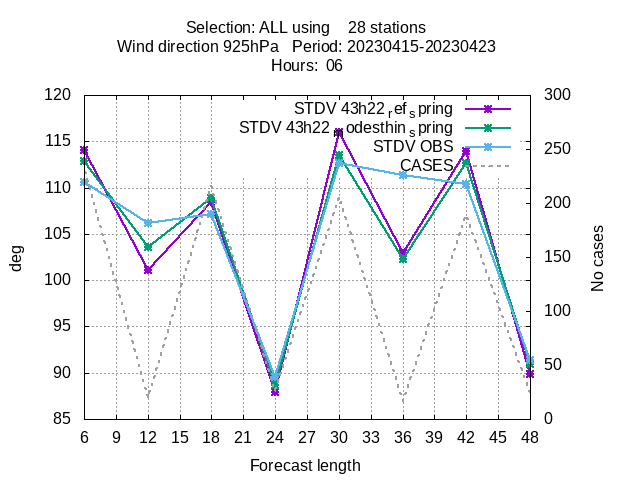 Selection: ALL using 28 stations
Wind direction 925hPa Period: 20230415-20230423
Hours: 06
STDV 43h22 ref spring
STDV 43h22 modesthin spring
STDV OBS
CASES
120
115
110
105
100
95
90
85
300
250
200
150
100
50
0
deg
No cases
6 9 12 15 18 21 24 27 30 33 36 39 42 45 48
Forecast length